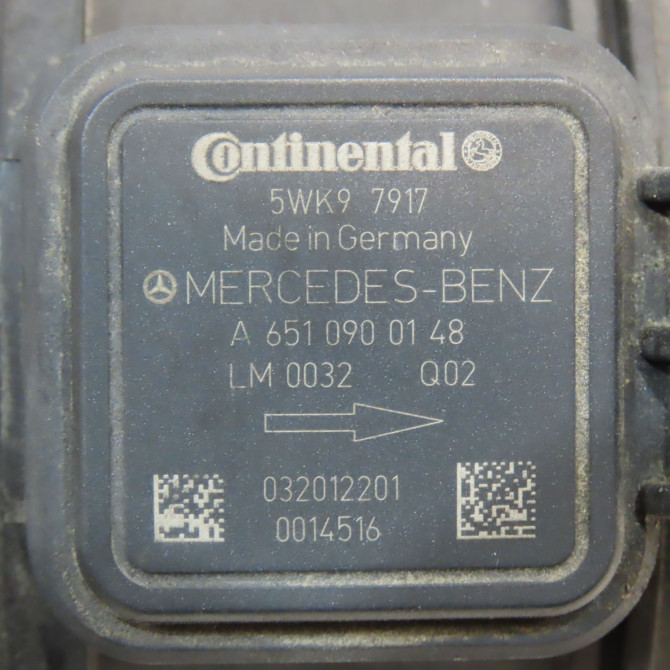 Continental
5WK9 7917
Made in Germany
MERCEDES-BENZ
A 651 090 01 48
LM 0032 Q02
032012201
0014516